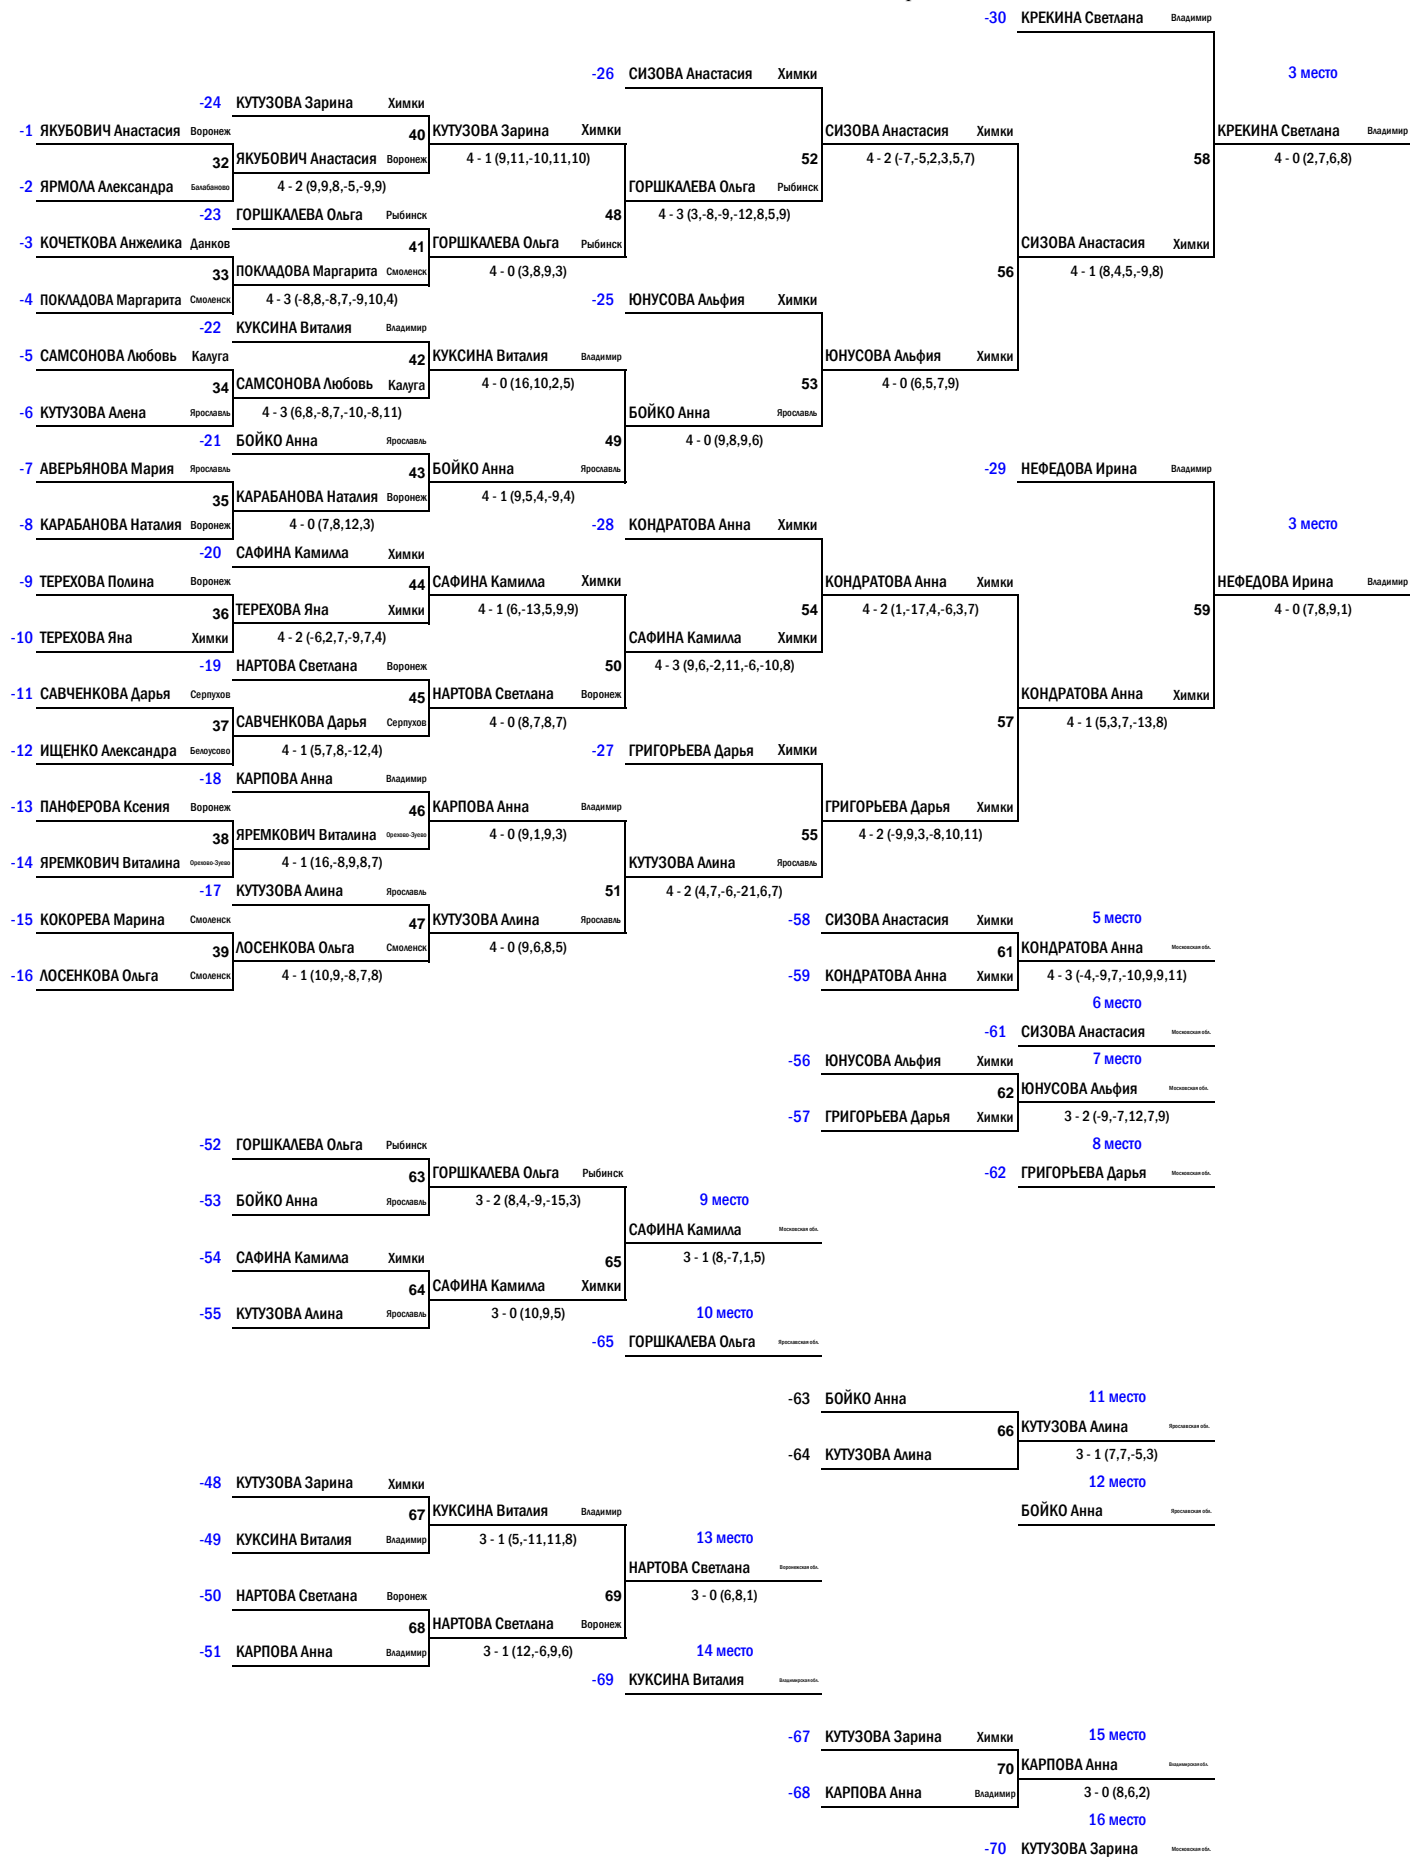 -30 КРЕКИНА Светлана Владимир
-26 СИЗОВА Анастасия Химки 3 место
-24 КУТУЗОВА Зарина Химки
-1 ЯКУБОВИЧ Анастасия Воронеж 40 КУТУЗОВА Зарина Химки СИЗОВА Анастасия Химки КРЕКИНА Светлана Владимир
32 ЯКУБОВИЧ Анастасия Воронеж 4 - 1 (9,11,-10,11,10) 52 4 - 2 (-7,-5,2,3,5,7) 58 4 - 0 (2,7,6,8)
-2 ЯРМОЛА Александра Балабаново 4 - 2 (9,9,8,-5,-9,9) ГОРШКАЛЕВА Ольга Рыбинск
-23 ГОРШКАЛЕВА Ольга Рыбинск 48 4 - 3 (3,-8,-9,-12,8,5,9)
-3 КОЧЕТКОВА Анжелика Данков 41 ГОРШКАЛЕВА Ольга Рыбинск СИЗОВА Анастасия Химки
33 ПОКЛАДОВА Маргарита Смоленск 4 - 0 (3,8,9,3) 56 4 - 1 (8,4,5,-9,8)
-4 ПОКЛАДОВА Маргарита Смоленск 4 - 3 (-8,8,-8,7,-9,10,4) -25 ЮНУСОВА Альфия Химки
-22 КУКСИНА Виталия Владимир
-5 САМСОНОВА Любовь Калуга 42 КУКСИНА Виталия Владимир ЮНУСОВА Альфия Химки
34 САМСОНОВА Любовь Калуга 4 - 0 (16,10,2,5) 53 4 - 0 (6,5,7,9)
-6 КУТУЗОВА Алена Ярославль 4 - 3 (6,8,-8,7,-10,-8,11) БОЙКО Анна Ярославль
-21 БОЙКО Анна Ярославль 49 4 - 0 (9,8,9,6)
-7 АВЕРЬЯНОВА Мария Ярославль 43 БОЙКО Анна Ярославль -29 НЕФЕДОВА Ирина Владимир
35 КАРАБАНОВА Наталия Воронеж 4 - 1 (9,5,4,-9,4)
-8 КАРАБАНОВА Наталия Воронеж 4 - 0 (7,8,12,3) -28 КОНДРАТОВА Анна Химки 3 место
-20 САФИНА Камилла Химки
-9 ТЕРЕХОВА Полина Воронеж 44 САФИНА Камилла Химки КОНДРАТОВА Анна Химки НЕФЕДОВА Ирина Владимир
36 ТЕРЕХОВА Яна Химки 4 - 1 (6,-13,5,9,9) 54 4 - 2 (1,-17,4,-6,3,7) 59 4 - 0 (7,8,9,1)
-10 ТЕРЕХОВА Яна Химки 4 - 2 (-6,2,7,-9,7,4) САФИНА Камилла Химки
-19 НАРТОВА Светлана Воронеж 50 4 - 3 (9,6,-2,11,-6,-10,8)
-11 САВЧЕНКОВА Дарья Серпухов 45 НАРТОВА Светлана Воронеж КОНДРАТОВА Анна Химки
37 САВЧЕНКОВА Дарья Серпухов 4 - 0 (8,7,8,7) 57 4 - 1 (5,3,7,-13,8)
-12 ИЩЕНКО Александра Белоусово 4 - 1 (5,7,8,-12,4) -27 ГРИГОРЬЕВА Дарья Химки
-18 КАРПОВА Анна Владимир
-13 ПАНФЕРОВА Ксения Воронеж 46 КАРПОВА Анна Владимир ГРИГОРЬЕВА Дарья Химки
38 ЯРЕМКОВИЧ Виталина Орехово-Зуево 4 - 0 (9,1,9,3) 55 4 - 2 (-9,9,3,-8,10,11)
-14 ЯРЕМКОВИЧ Виталина Орехово-Зуево 4 - 1 (16,-8,9,8,7) КУТУЗОВА Алина Ярославль
-17 КУТУЗОВА Алина Ярославль 51 4 - 2 (4,7,-6,-21,6,7)
-15 КОКОРЕВА Марина Смоленск 47 КУТУЗОВА Алина Ярославль -58 СИЗОВА Анастасия Химки 5 место
39 ЛОСЕНКОВА Ольга Смоленск 4 - 0 (9,6,8,5) 61 КОНДРАТОВА Анна Московская обл.
-16 ЛОСЕНКОВА Ольга Смоленск 4 - 1 (10,9,-8,7,8) -59 КОНДРАТОВА Анна Химки 4 - 3 (-4,-9,7,-10,9,9,11)
6 место
-61 СИЗОВА Анастасия Московская обл.
-56 ЮНУСОВА Альфия Химки 7 место
62 ЮНУСОВА Альфия Московская обл.
-57 ГРИГОРЬЕВА Дарья Химки 3 - 2 (-9,-7,12,7,9)
-52 ГОРШКАЛЕВА Ольга Рыбинск 8 место
63 ГОРШКАЛЕВА Ольга Рыбинск -62 ГРИГОРЬЕВА Дарья Московская обл.
-53 БОЙКО Анна Ярославль 3 - 2 (8,4,-9,-15,3) 9 место
САФИНА Камилла Московская обл.
-54 САФИНА Камилла Химки 65 3 - 1 (8,-7,1,5)
64 САФИНА Камилла Химки
-55 КУТУЗОВА Алина Ярославль 3 - 0 (10,9,5) 10 место
-65 ГОРШКАЛЕВА Ольга Ярославская обл.
-63 БОЙКО Анна 11 место
66 КУТУЗОВА Алина Ярославская обл.
-64 КУТУЗОВА Алина 3 - 1 (7,7,-5,3)
-48 КУТУЗОВА Зарина Химки 12 место
67 КУКСИНА Виталия Владимир БОЙКО Анна Ярославская обл.
-49 КУКСИНА Виталия Владимир 3 - 1 (5,-11,11,8) 13 место
НАРТОВА Светлана Воронежская обл.
-50 НАРТОВА Светлана Воронеж 69 3 - 0 (6,8,1)
68 НАРТОВА Светлана Воронеж
-51 КАРПОВА Анна Владимир 3 - 1 (12,-6,9,6) 14 место
-69 КУКСИНА Виталия Владимирская обл.
-67 КУТУЗОВА Зарина Химки 15 место
70 КАРПОВА Анна Владимирская обл.
-68 КАРПОВА Анна Владимир 3 - 0 (8,6,2)
16 место
-70 КУТУЗОВА Зарина Московская обл.